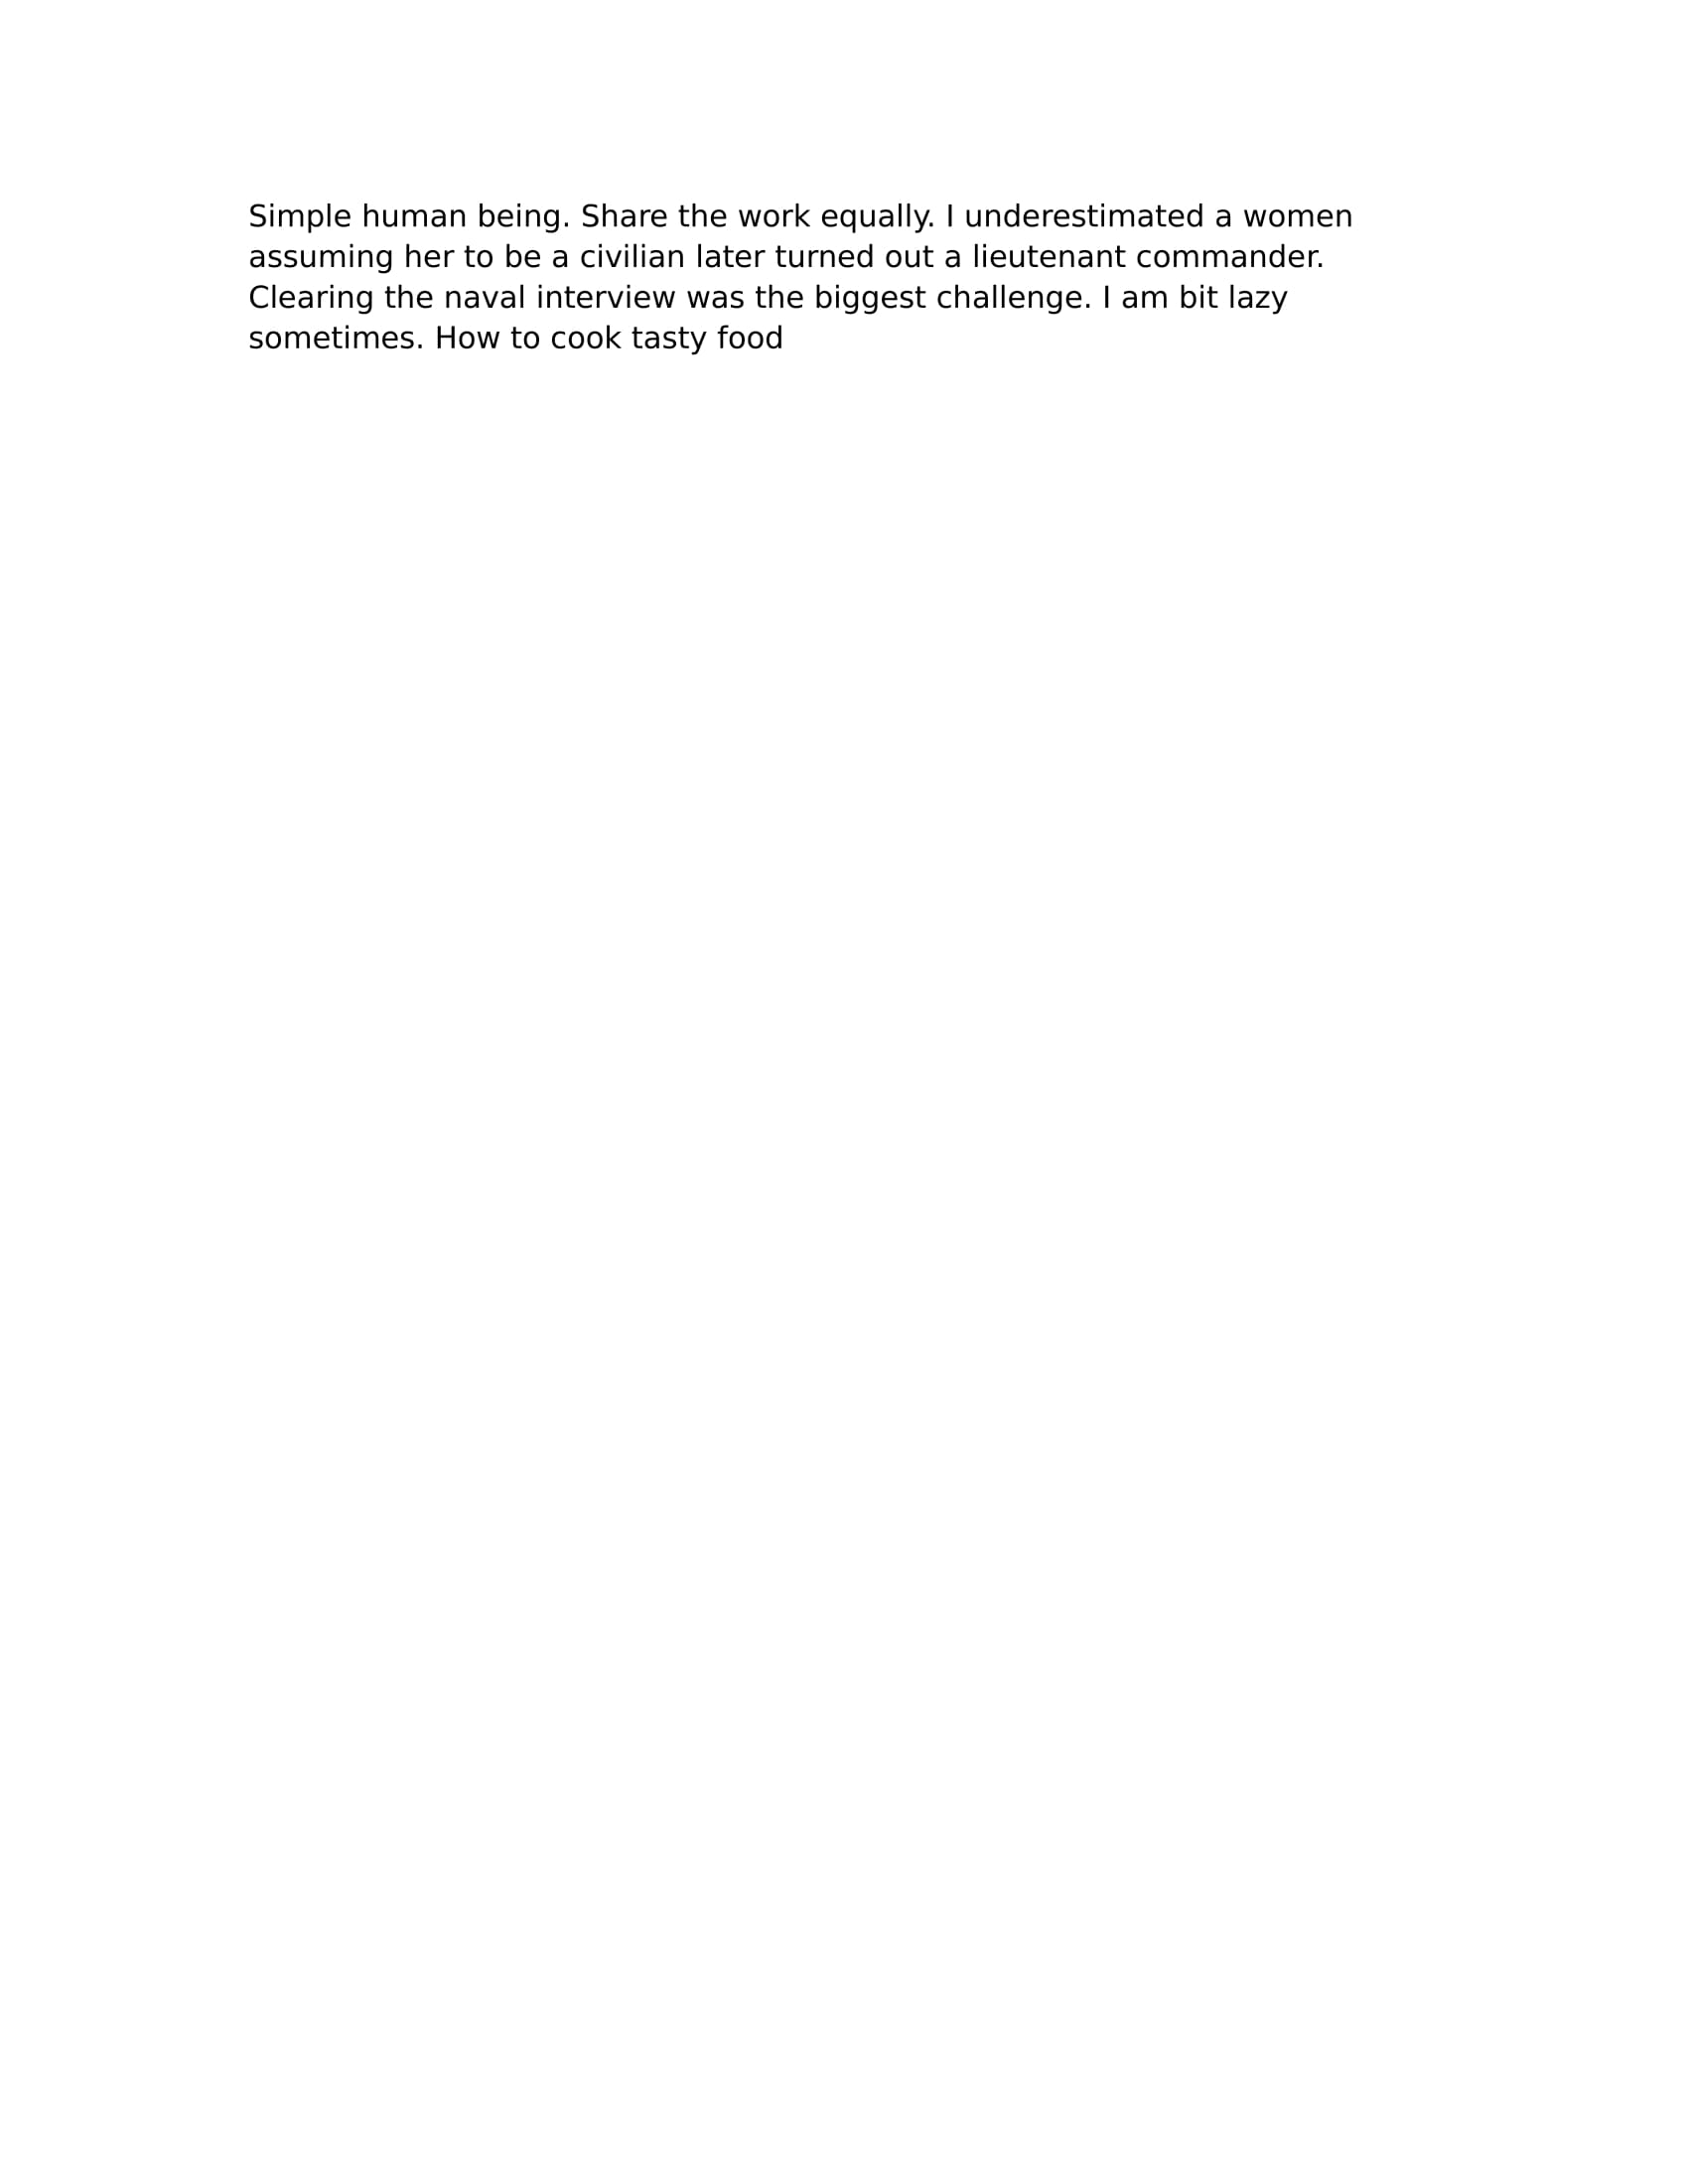 Simple human being. Share the work equally. I underestimated a women
assuming her to be a civilian later turned out a lieutenant commander.
Clearing the naval interview was the biggest challenge. I am bit lazy
sometimes. How to cook tasty food